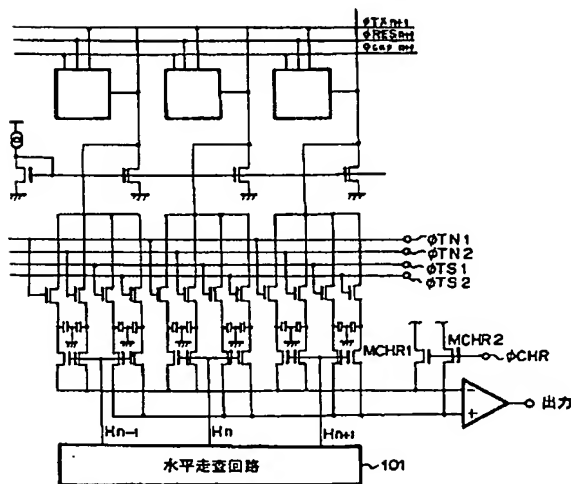 φTXn+1
φRESn+1
φcap n+1
φTN1
φTN2
φTS1
φTS2
MCHR1
MCHR2
φCHR
出力
Hn-1
Hn
Hn+1
水平走査回路
101